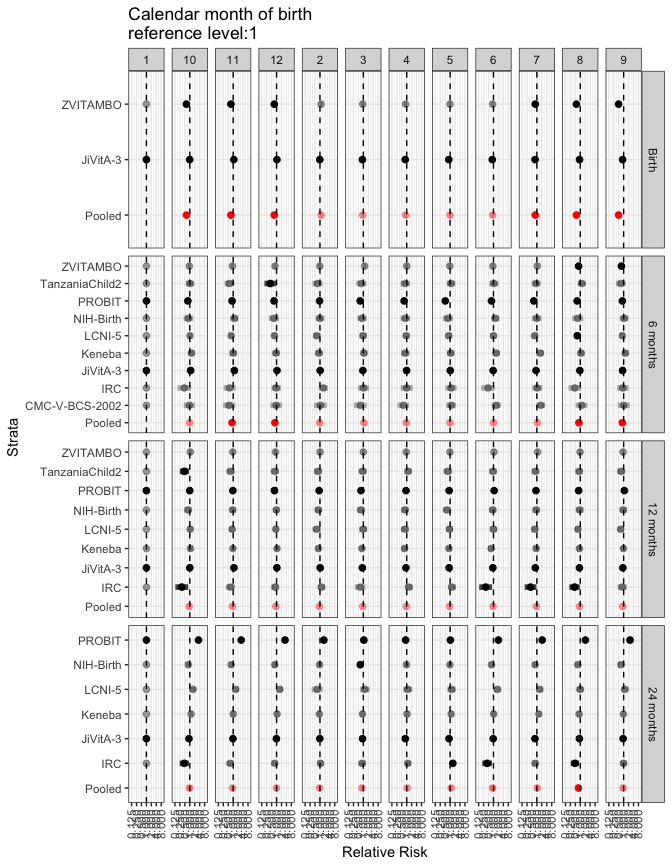 Calendar month of birth
reference level:1
1 10 11 12 2 3 4 5 6 7 8 9
Strata
ZVITAMBO
JiVitA-3
Pooled
Birth
ZVITAMBO
TanzaniaChild2
PROBIT
NIH-Birth
LCNI-5
Keneba
JiVitA-3
IRC
CMC-V-BCS-2002
Pooled
6 months
ZVITAMBO
TanzaniaChild2
PROBIT
NIH-Birth
LCNI-5
Keneba
JiVitA-3
IRC
Pooled
12 months
PROBIT
NIH-Birth
LCNI-5
Keneba
JiVitA-3
IRC
Pooled
24 months
Relative Risk